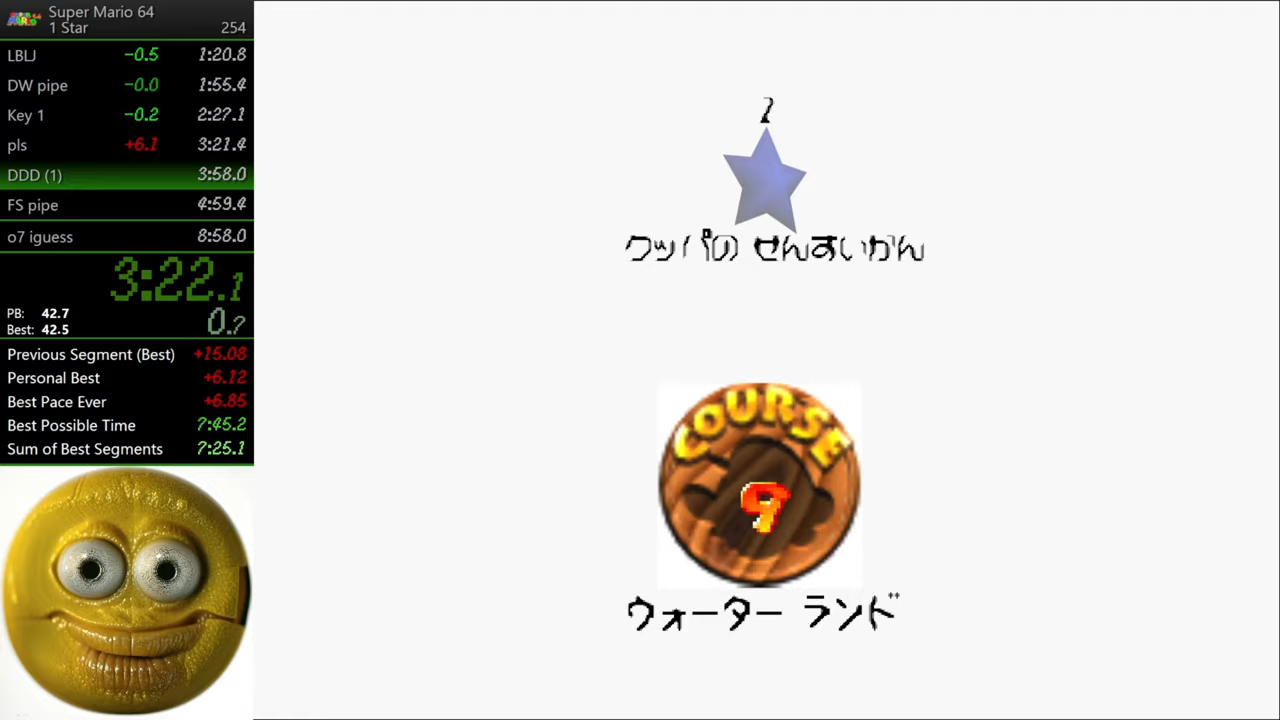 Super Mario 64
1 Star 254
LBLJ -0.5 1:20.8
DW pipe -0.0 1:55.4
Key 1 -0.2 2:27.1
pls +6.1 3:21.4
DDD (1) 3:58.0
FS pipe 4:59.4
o7 iguess 8:58.0
3:22.1
PB: 42.7
Best: 42.5
0.7
Previous Segment (Best) +15.08
Personal Best +6.12
Best Pace Ever +6.85
Best Possible Time 7:45.2
Sum of Best Segments 7:25.1
1
クッパの せんすいかん
COURSE
9
ウォーター ランド